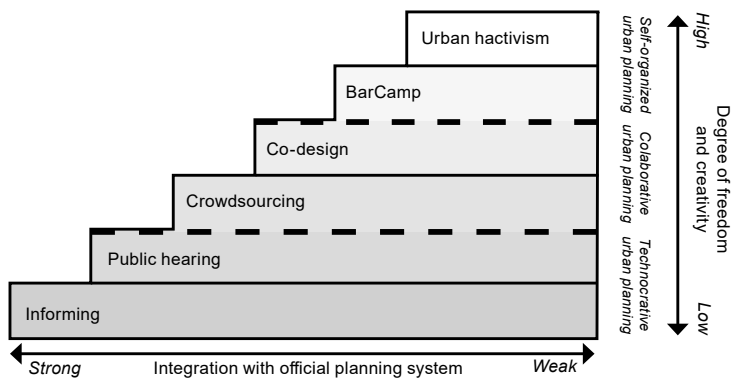 Urban hactivism
BarCamp
Co-design
Crowdsourcing
Public hearing
Informing
Self-organized
urban planning
Colaborative
urban planning
Technocrative
urban planning
High
Degree of freedom
and creativity
Low
Strong
Integration with official planning system
Weak